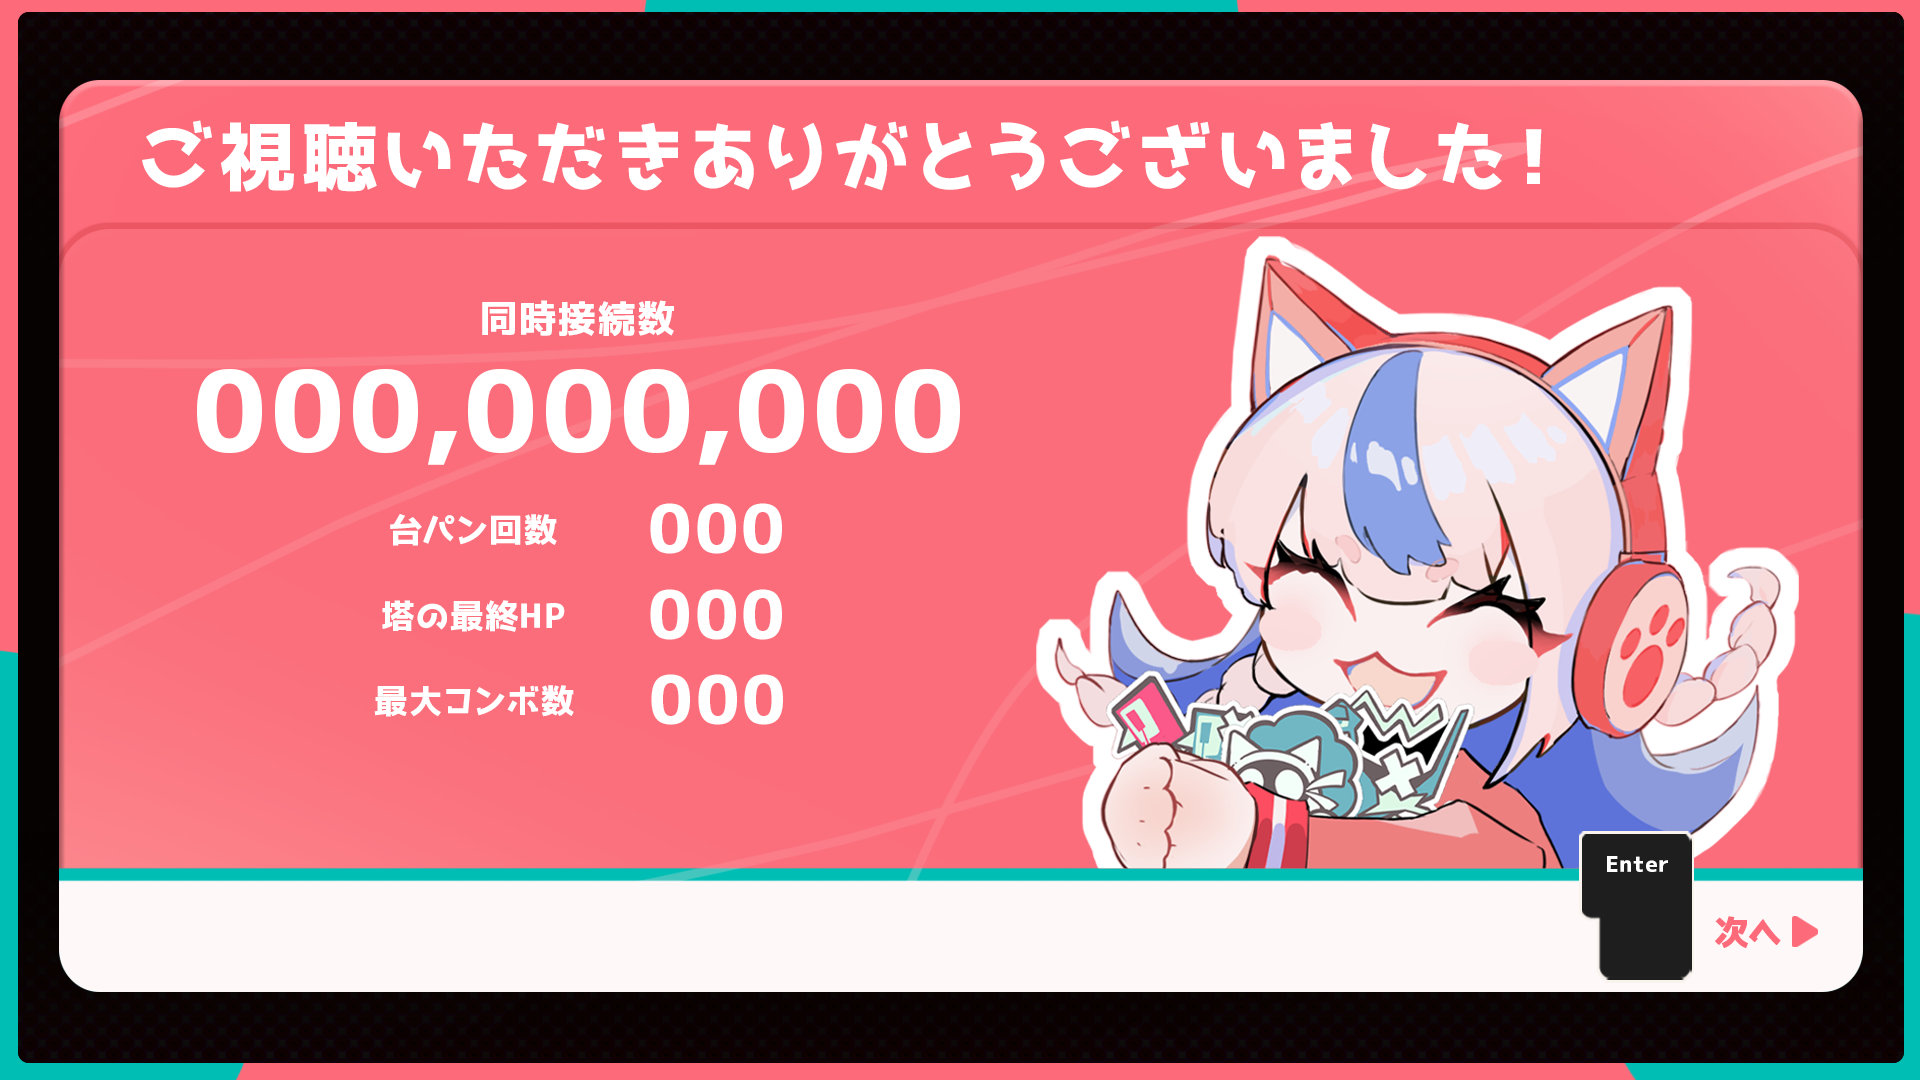 ご視聴いただきありがとうございました!
同時接続数
000,000,000
台パン回数 000
塔の最終HP 000
最大コンボ数 000
Enter
次へ